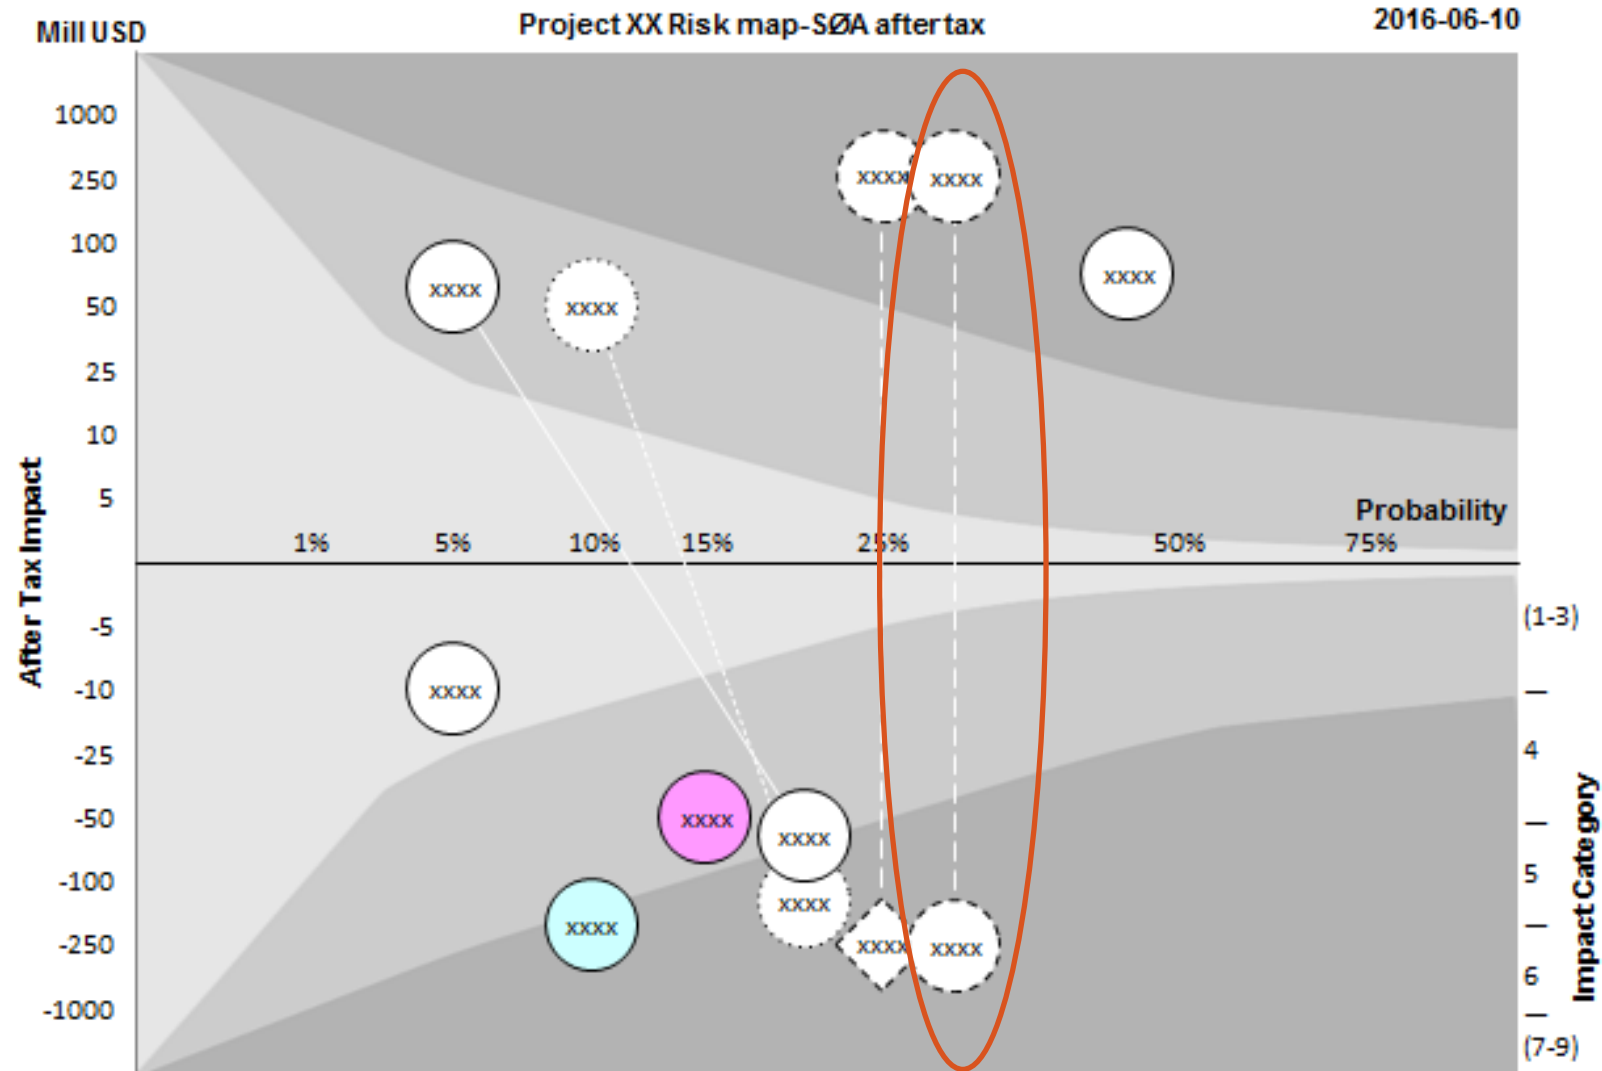 Mill USD
Project XX Risk map-SØA after tax
2016-06-10
1000
250
100
50
25
10
5
After Tax Impact
xxxx
xxxx
xxxx
xxxx
xxxx
Probability
1%
5%
10%
15%
25%
50%
75%
-5
-10
-25
-50
-100
-250
-1000
xxxx
xxxx
xxxx
xxxx
xxxx
xxxx
xxxx
(1-3)
4
5
6
(7-9)
Impact Category